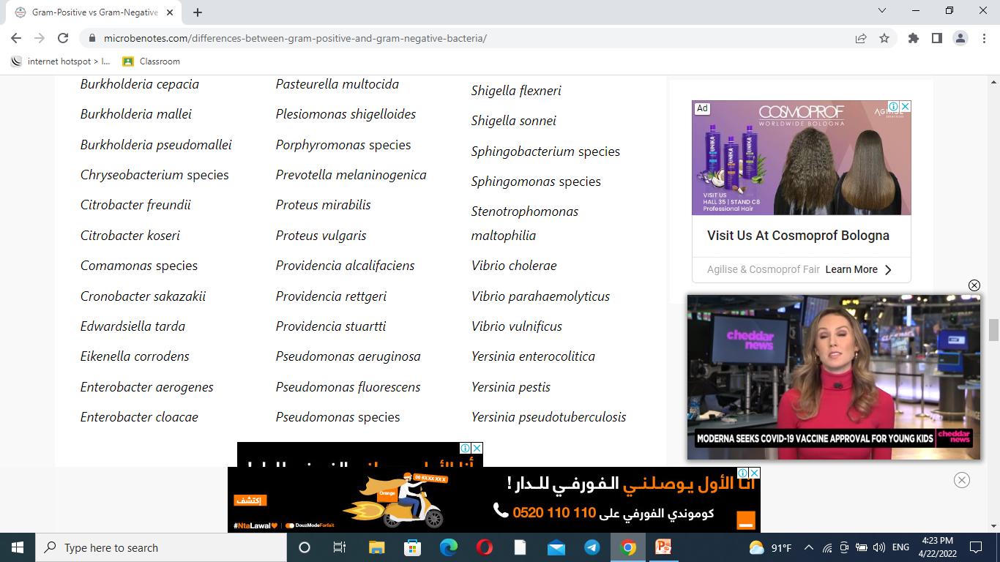 Gram-Positive vs Gram-Negative
microbenotes.com/differences-between-gram-positive-and-gram-negative-bacteria/
internet hotspot > I...
Classroom
Burkholderia cepacia
Burkholderia mallei
Burkholderia pseudomallei
Chryseobacterium species
Citrobacter freundii
Citrobacter koseri
Comamonas species
Cronobacter sakazakii
Edwardsiella tarda
Eikenella corrodens
Enterobacter aerogenes
Enterobacter cloacae
Pasteurella multocida
Plesiomonas shigelloides
Porphyromonas species
Prevotella melaninogenica
Proteus mirabilis
Proteus vulgaris
Providencia alcalifaciens
Providencia rettgeri
Providencia stuartti
Pseudomonas aeruginosa
Pseudomonas fluorescens
Pseudomonas species
Shigella flexneri
Shigella sonnei
Sphingobacterium species
Sphingomonas species
Stenotrophomonas
maltophilia
Vibrio cholerae
Vibrio parahaemolyticus
Vibrio vulnificus
Yersinia enterocolitica
Yersinia pestis
Yersinia pseudotuberculosis
Ad
COSMOPROF
WORLDWIDE BOLOGNA
AGILISE
UNIKA
UNIKA
UNIKA
VISIT US
HALL 35 | STAND C8
Professional Hair
Visit Us At Cosmoprof Bologna
Agilise & Cosmoprof Fair Learn More
cheddar
news
MODERNA SEEKS COVID-19 VACCINE APPROVAL FOR YOUNG KIDS
cheddar
news
أنا الأول يوصلني الفورفي للدار !
كوموندي الفورفي على 0520 110 110
إكتشف
Orange
#NtaLawal
DouzModeForfait
Type here to search
91°F
ENG
4:23 PM
4/22/2022